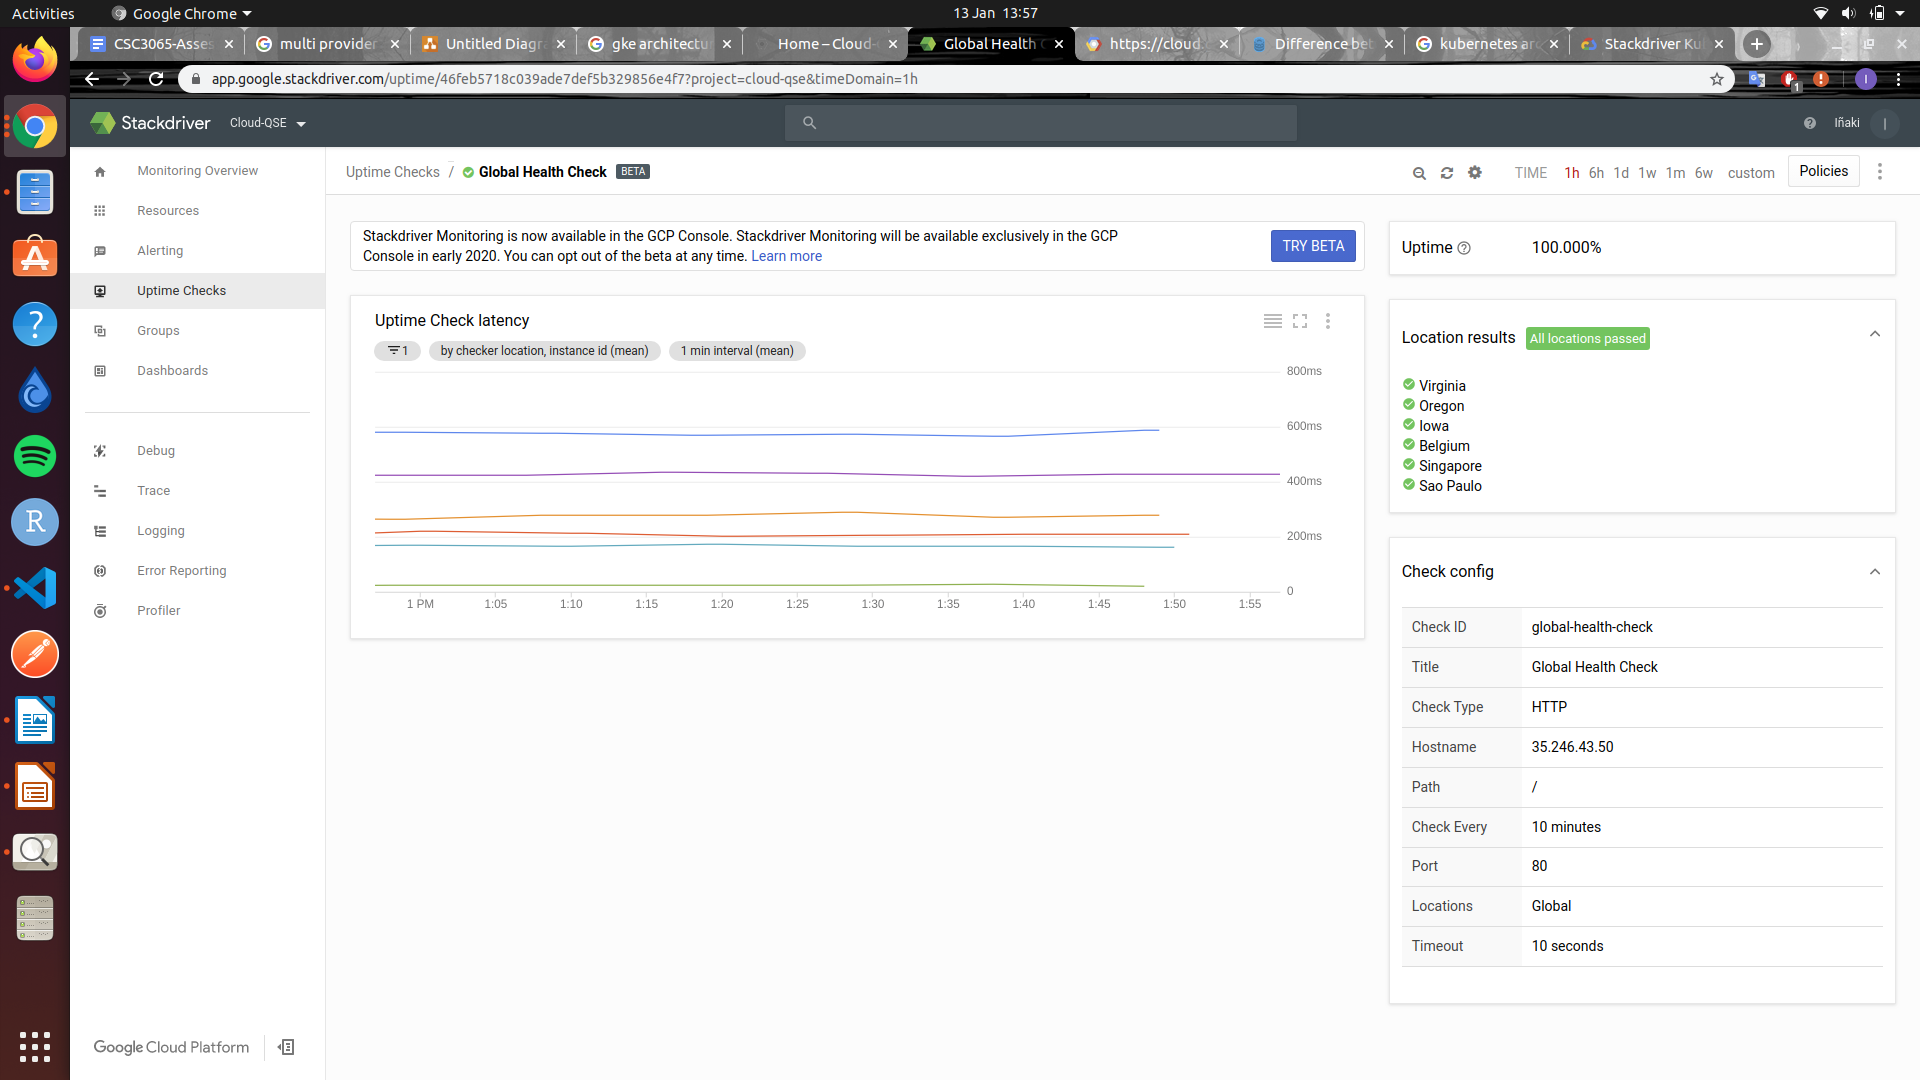 Activities
Google Chrome
13 Jan 13:57
CSC3065-Asses
multi provider
Untitled Diagra
gke architectur
Home – Cloud-
Global Health C
https://cloud.
Difference bet
kubernetes arc
Stackdriver Ku
app.google.stackdriver.com/uptime/46feb5718c039ade7def5b329856e4f7?project=cloud-qse&timeDomain=1h
1
I
Stackdriver
Cloud-QSE
Iñaki
I
Monitoring Overview
Resources
Alerting
Uptime Checks
Groups
Dashboards
Debug
Trace
Logging
Error Reporting
Profiler
Google Cloud Platform
Uptime Checks / Global Health Check BETA
TIME 1h 6h 1d 1w 1m 6w custom Policies
Stackdriver Monitoring is now available in the GCP Console. Stackdriver Monitoring will be available exclusively in the GCP
Console in early 2020. You can opt out of the beta at any time. Learn more
TRY BETA
Uptime Check latency
1
by checker location, instance id (mean)
1 min interval (mean)
800ms
600ms
400ms
200ms
0
1 PM 1:05 1:10 1:15 1:20 1:25 1:30 1:35 1:40 1:45 1:50 1:55
Uptime 100.000%
Location results All locations passed
Virginia
Oregon
Iowa
Belgium
Singapore
Sao Paulo
Check config
Check ID global-health-check
Title Global Health Check
Check Type HTTP
Hostname 35.246.43.50
Path /
Check Every 10 minutes
Port 80
Locations Global
Timeout 10 seconds